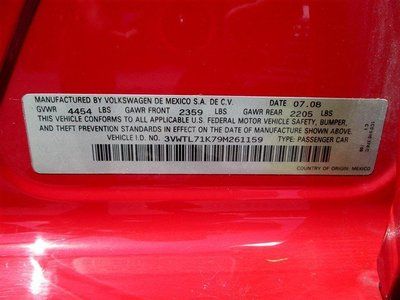 MANUFACTURED BY VOLKSWAGEN DE MEXICO S.A. DE C.V. DATE 07.08
GVWR 4454 LBS GAWR FRONT 2359 LBS GAWR REAR 2205 LBS
THIS VEHICLE CONFORMS TO ALL APPLICABLE U.S. FEDERAL MOTOR VEHICLE SAFETY, BUMPER,
AND THEFT PREVENTION STANDARDS IN EFFECT ON THE DATE OF MANUFACTURE SHOWN ABOVE.
VEHICLE I.D. NO. 3VWTL71K79M261159 TYPE: PASSENGER CAR
COUNTRY OF ORIGIN: MEXICO